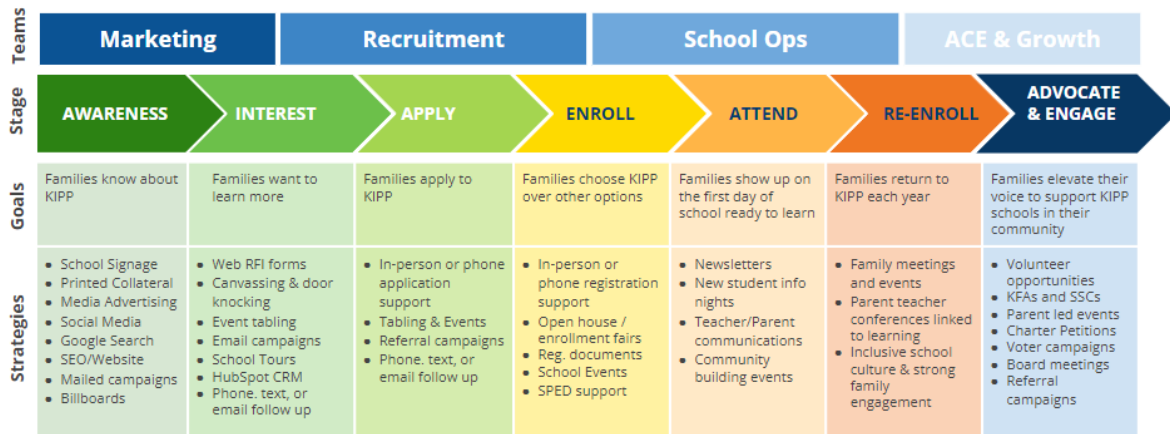 Teams
Marketing
Recruitment
School Ops
ACE & Growth
Stage
AWARENESS
INTEREST
APPLY
ENROLL
ATTEND
RE-ENROLL
ADVOCATE
& ENGAGE
Goals
Families know about
KIPP
Families want to
learn more
Families apply to
KIPP
Families choose KIPP
over other options
Families show up on
the first day of
school ready to learn
Families return to
KIPP each year
Families elevate their
voice to support KIPP
schools in their
community
Strategies
• School Signage
• Printed Collateral
• Media Advertising
• Social Media
• Google Search
• SEO/Website
• Mailed campaigns
• Billboards
• Web RFI forms
• Canvassing & door
knocking
• Event tabling
• Email campaigns
• School Tours
• HubSpot CRM
• Phone. text, or
email follow up
• In-person or phone
application
support
• Tabling & Events
• Referral campaigns
• Phone. text, or
email follow up
• In-person or
phone registration
support
• Open house /
enrollment fairs
• Reg. documents
• School Events
• SPED support
• Newsletters
• New student info
nights
• Teacher/Parent
communications
• Community
building events
• Family meetings
and events
• Parent teacher
conferences linked
to learning
• Inclusive school
culture & strong
family
engagement
• Volunteer
opportunities
• KFAs and SSCs
• Parent led events
• Charter Petitions
• Voter campaigns
• Board meetings
• Referral
campaigns